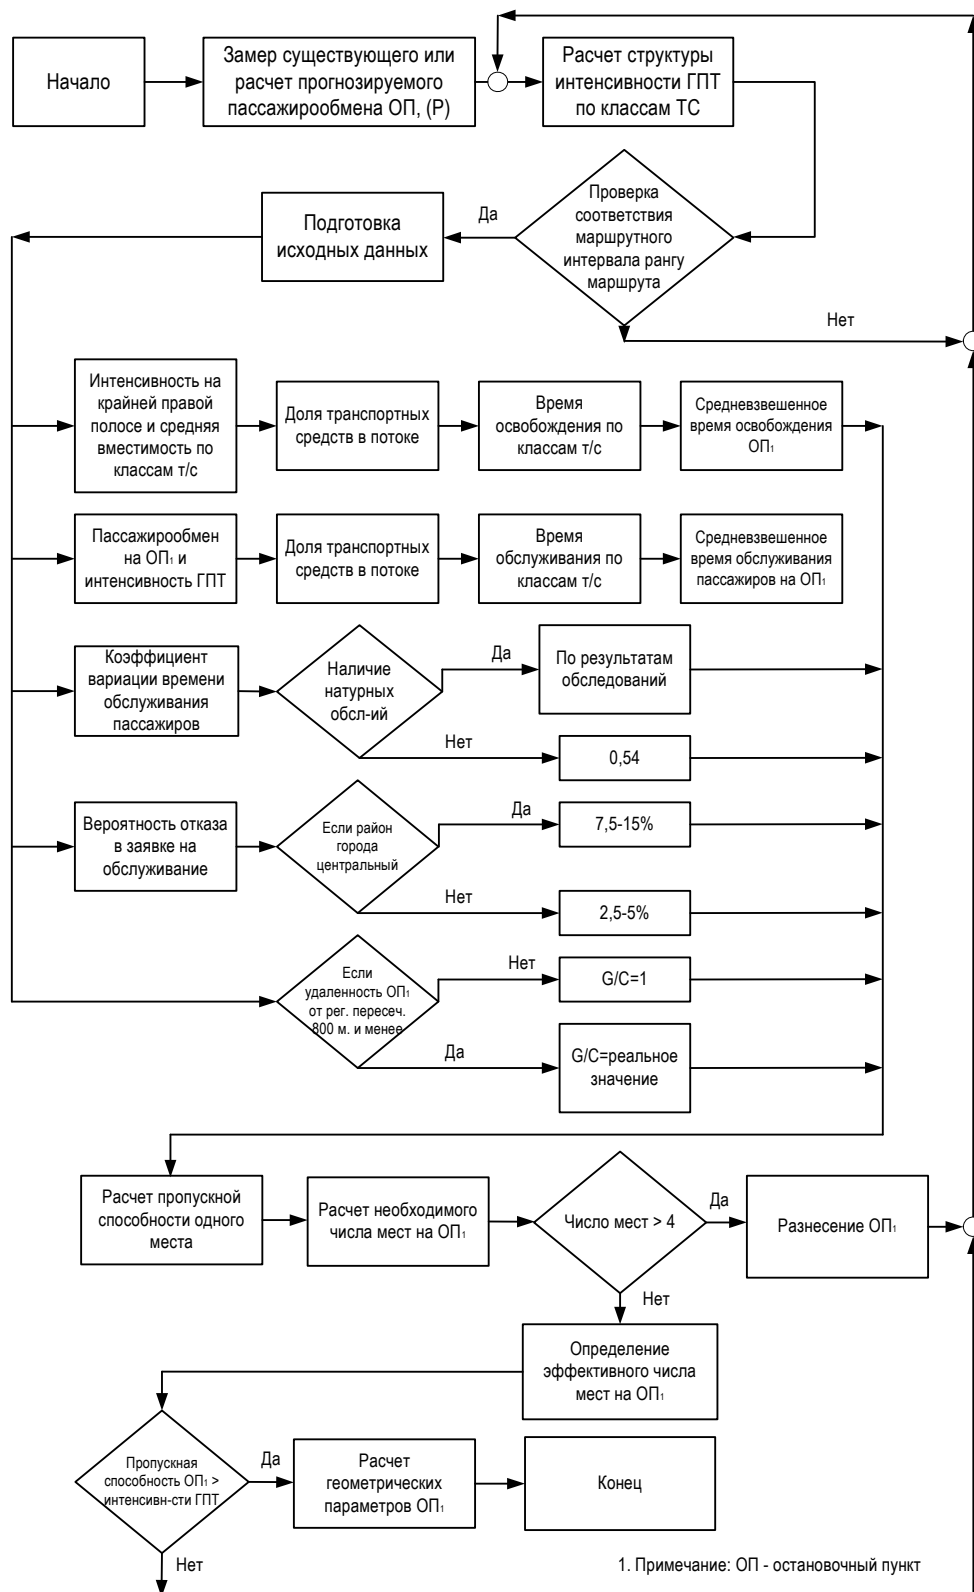 Начало
Замер существующего или
расчет прогнозируемого
пассажирообмена ОП, (Р)
Расчет структуры
интенсивности ГПТ
по классам ТС
Проверка
соответствия
маршрутного
интервала рангу
маршрута
Да
Подготовка
исходных данных
Нет
Интенсивность на
крайней правой
полосе и средняя
вместимость по
классам т/с
Доля транспортных
средств в потоке
Время
освобождения по
классам т/с
Средневзвешенное
время освобождения
ОП₁
Пассажирообмен
на ОП₁ и
интенсивность ГПТ
Доля транспортных
средств в потоке
Время
обслуживания по
классам т/с
Средневзвешенное
время обслуживания
пассажиров на ОП₁
Коэффициент
вариации времени
обслуживания
пассажиров
Наличие
натурных
обсл-ий
Да
По результатам
обследований
Нет
0,54
Вероятность отказа
в заявке на
обслуживание
Если район
города
центральный
Да
7,5-15%
Нет
2,5-5%
Если
удаленность ОП₁
от рег. пересеч.
800 м. и менее
Нет
G/C=1
Да
G/C=реальное
значение
Расчет пропускной
способности одного
места
Расчет необходимого
числа мест на ОП₁
Число мест > 4
Да
Разнесение ОП₁
Нет
Определение
эффективного числа
мест на ОП₁
Пропускная
способность ОП₁ >
интенсивн-сти ГПТ
Да
Расчет
геометрических
параметров ОП₁
Конец
Нет
1. Примечание: ОП - остановочный пункт